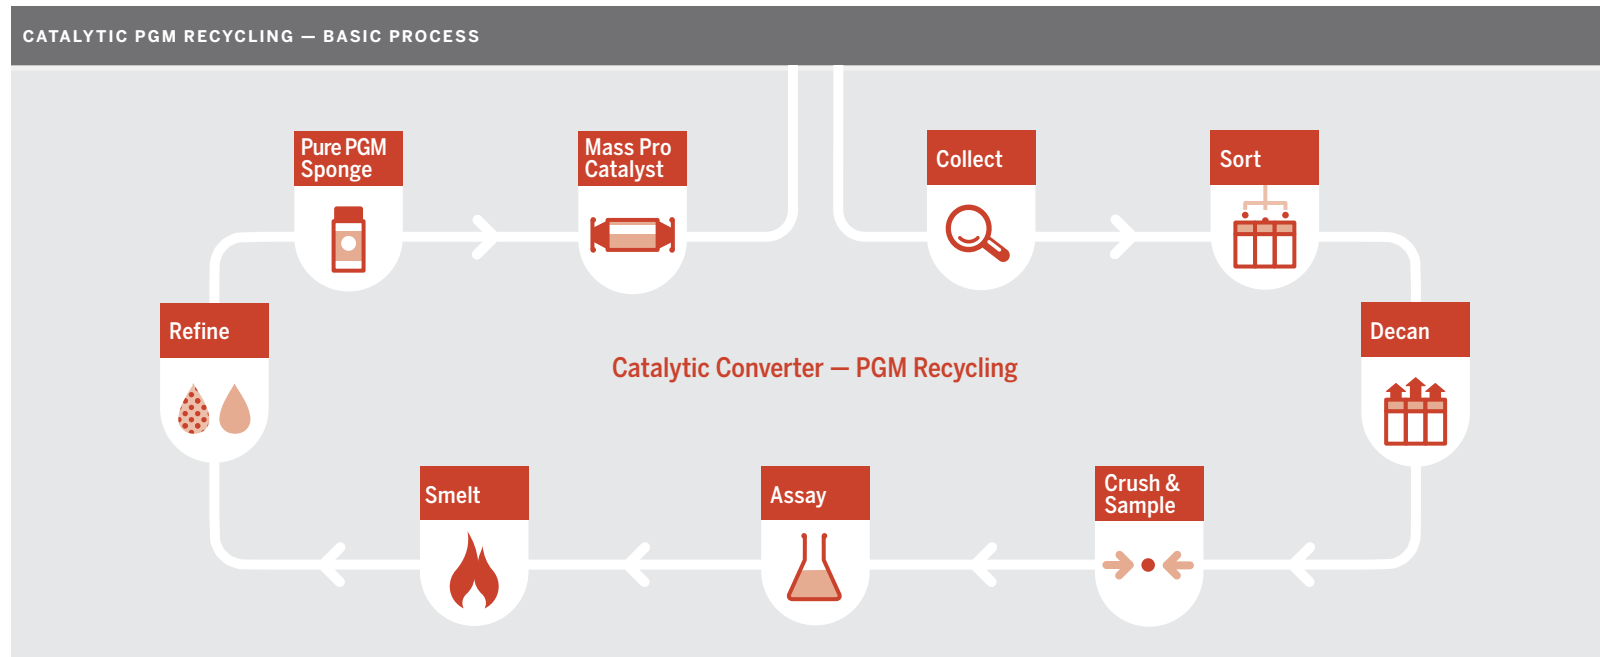 CATALYTIC PGM RECYCLING — BASIC PROCESS
Pure PGM
Sponge
Mass Pro
Catalyst
Collect
Sort
Refine
Decan
Catalytic Converter — PGM Recycling
Smelt
Assay
Crush &
Sample